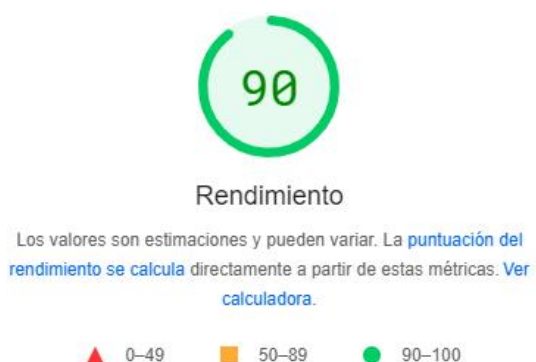 90
Rendimiento
Los valores son estimaciones y pueden variar. La puntuación del
rendimiento se calcula directamente a partir de estas métricas. Ver
calculadora.
0–49 50–89 90–100